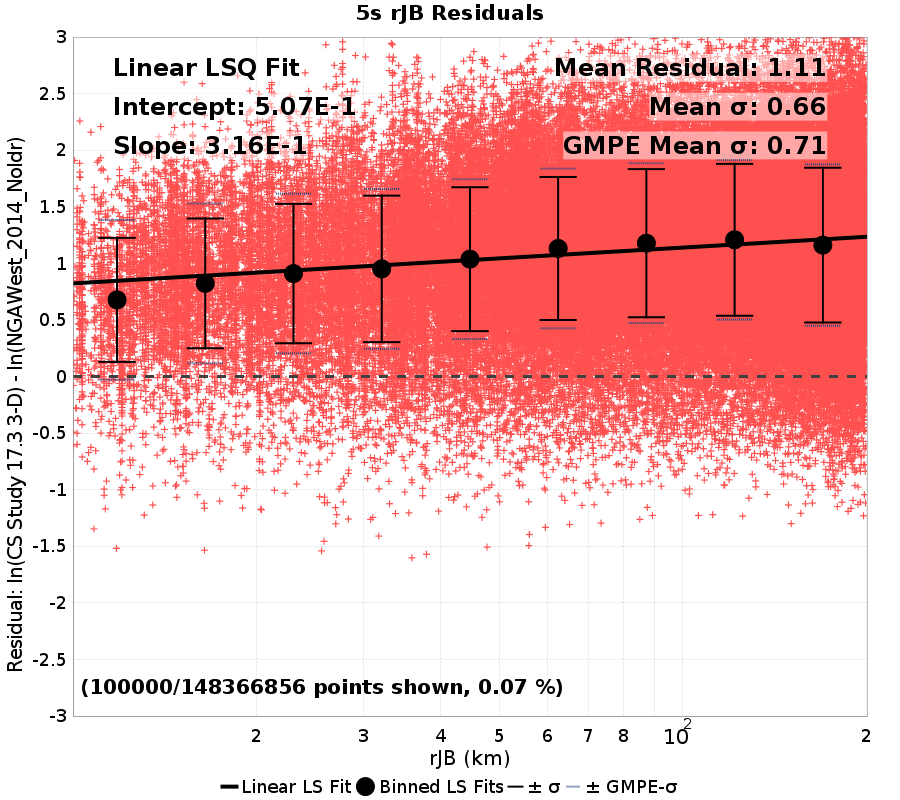 5s rJB Residuals
Linear LSQ Fit
Intercept: 5.07E-1
Slope: 3.16E-1
Mean Residual: 1.11
Mean σ: 0.66
GMPE Mean σ: 0.71
Residual: ln(CS Study 17.3 3-D) - ln(NGAWest_2014_NoIdr)
3
2.5
2
1.5
1
0.5
0
-0.5
-1
-1.5
-2
-2.5
-3
(100000/148366856 points shown, 0.07 %)
2 3 4 5 6 7 8 10² 2
rJB (km)
Linear LS Fit Binned LS Fits ± σ ± GMPE-σ